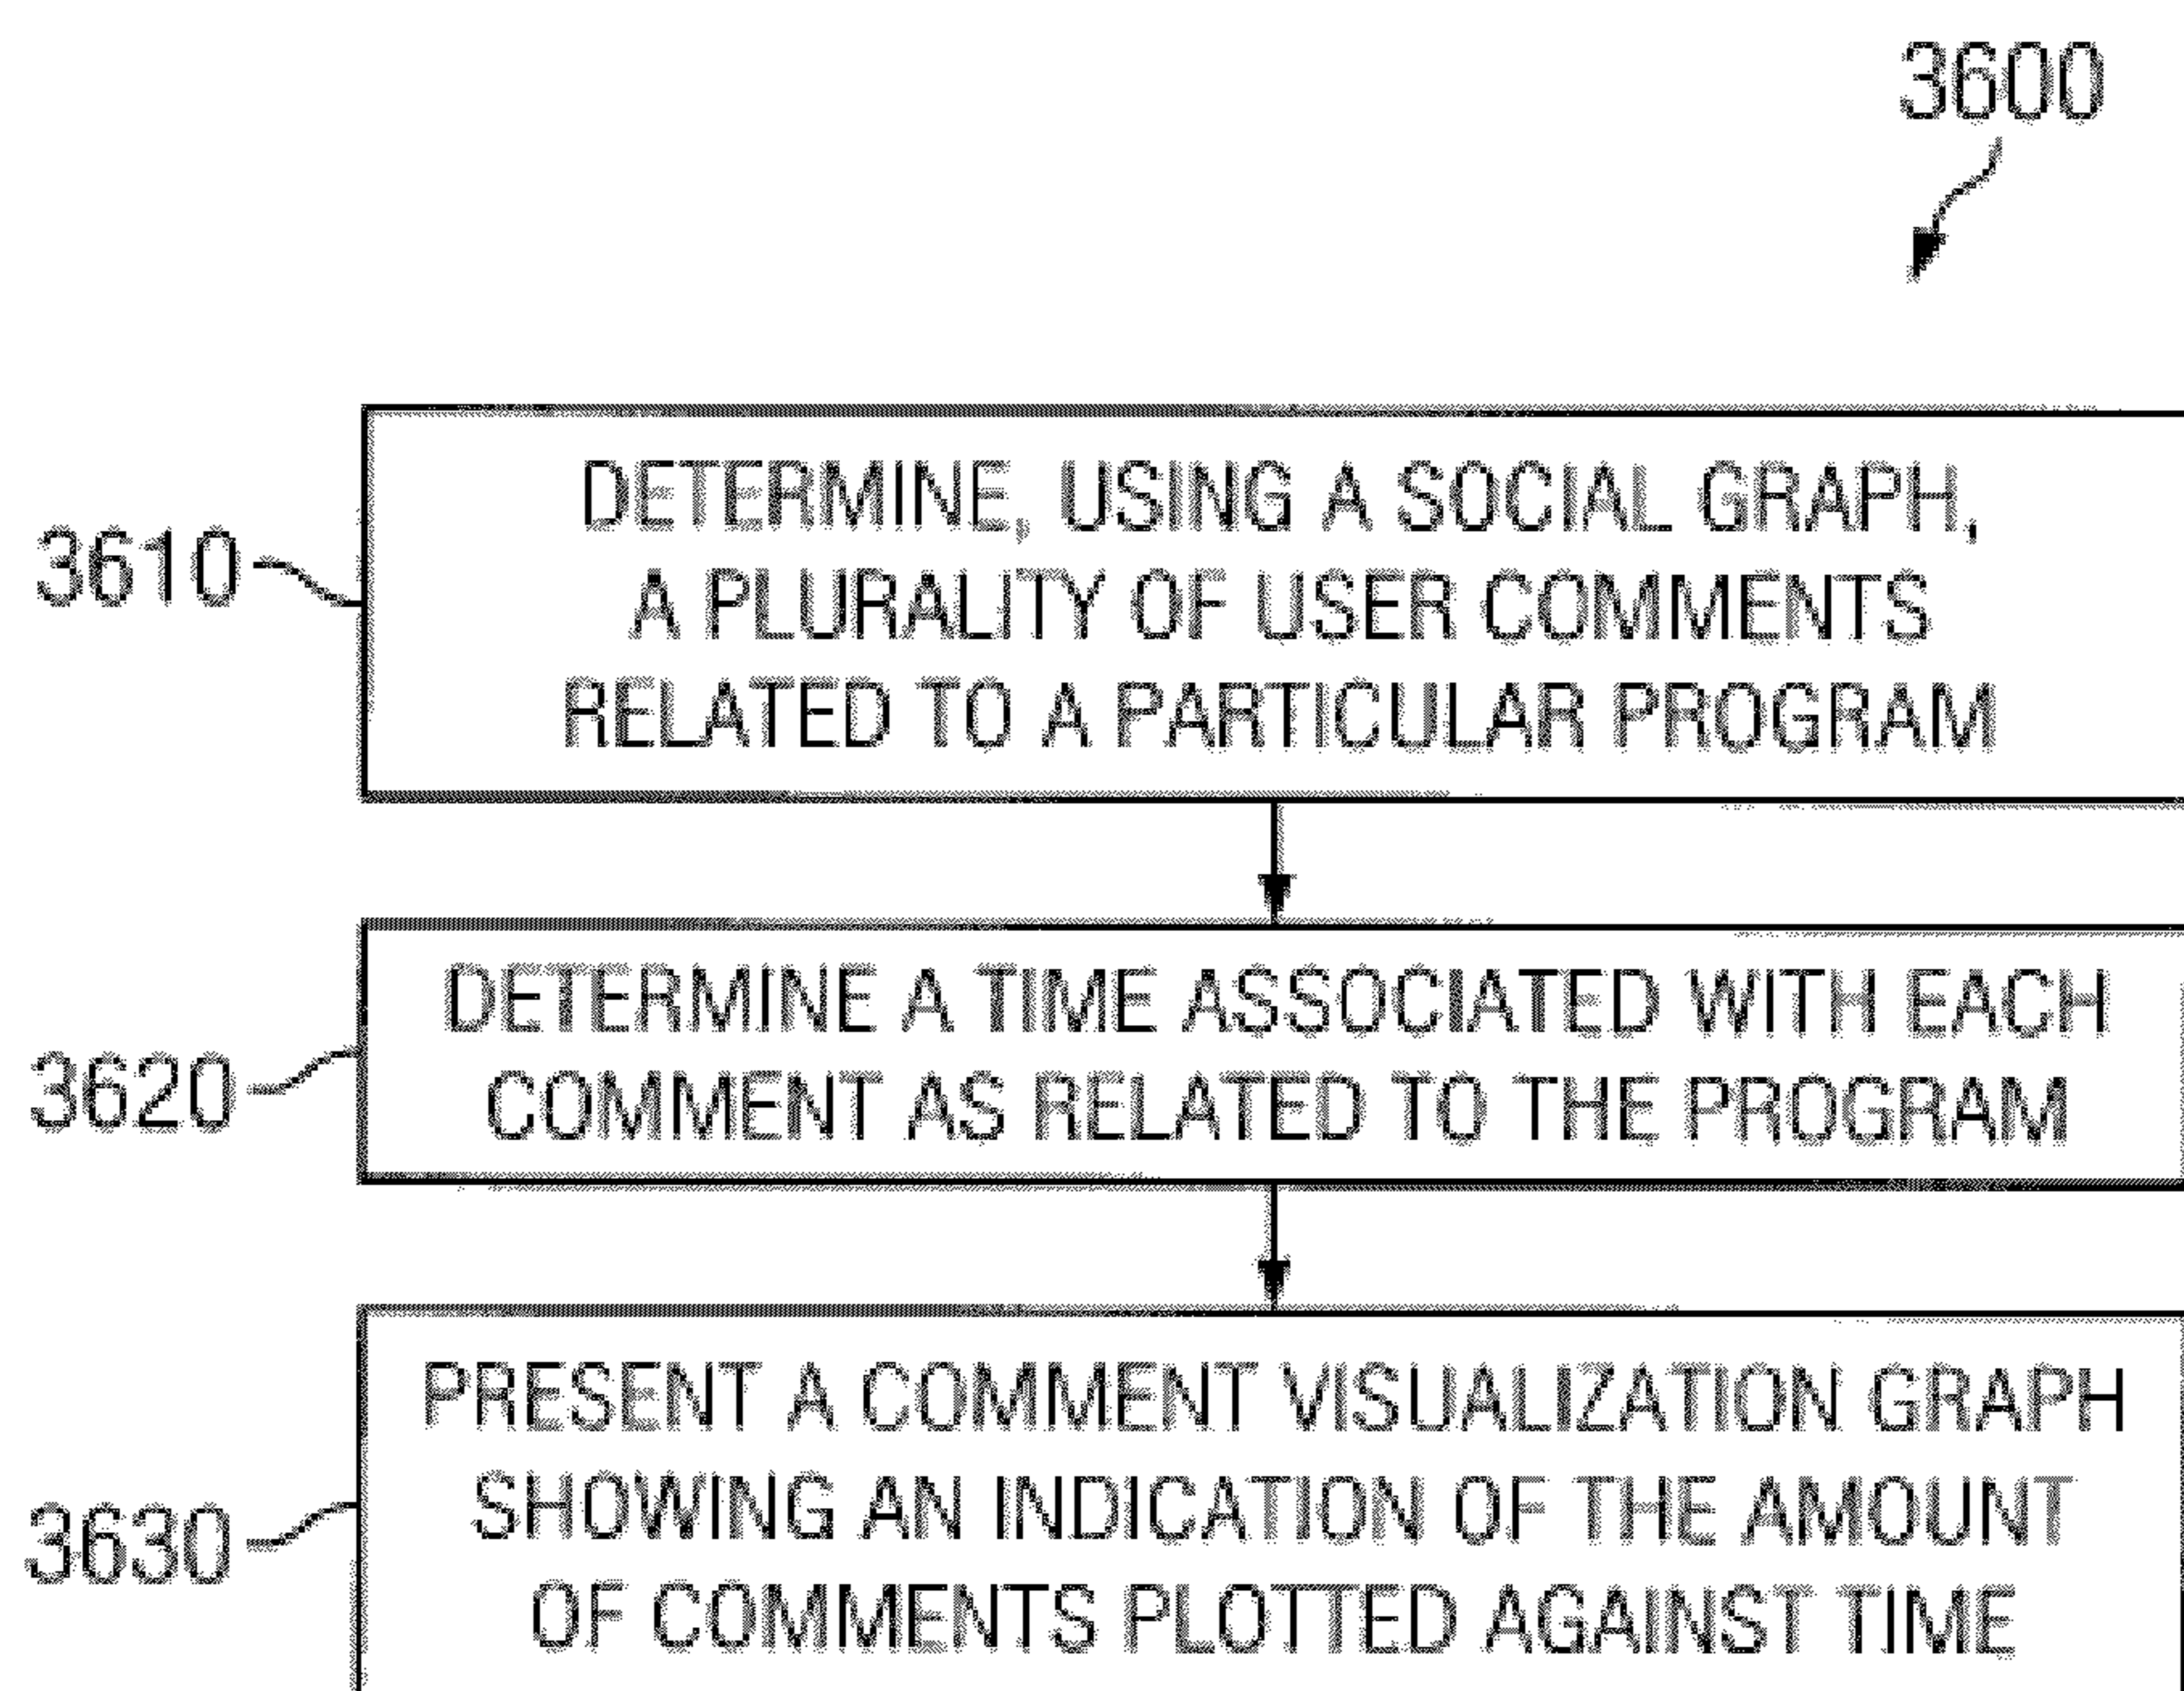 3600
3610
DETERMINE, USING A SOCIAL GRAPH,
A PLURALITY OF USER COMMENTS
RELATED TO A PARTICULAR PROGRAM
3620
DETERMINE A TIME ASSOCIATED WITH EACH
COMMENT AS RELATED TO THE PROGRAM
3630
PRESENT A COMMENT VISUALIZATION GRAPH
SHOWING AN INDICATION OF THE AMOUNT
OF COMMENTS PLOTTED AGAINST TIME